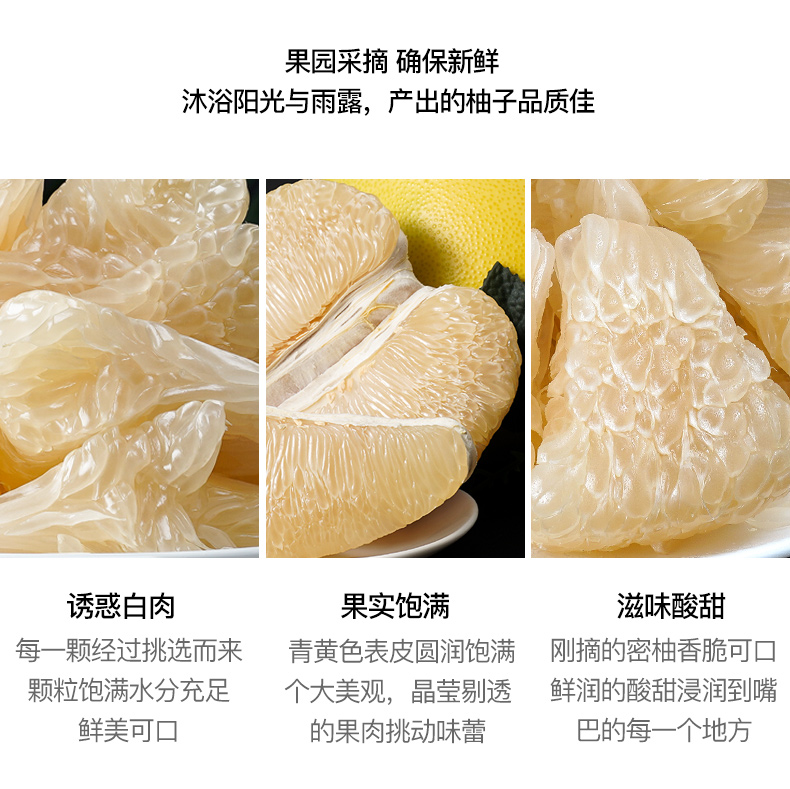 果园采摘 确保新鲜
沐浴阳光与雨露，产出的柚子品质佳
诱惑白肉
每一颗经过挑选而来
颗粒饱满水分充足
鲜美可口
果实饱满
青黄色表皮圆润饱满
个大美观，晶莹剔透
的果肉挑动味蕾
滋味酸甜
刚摘的密柚香脆可口
鲜润的酸甜浸润到嘴
巴的每一个地方